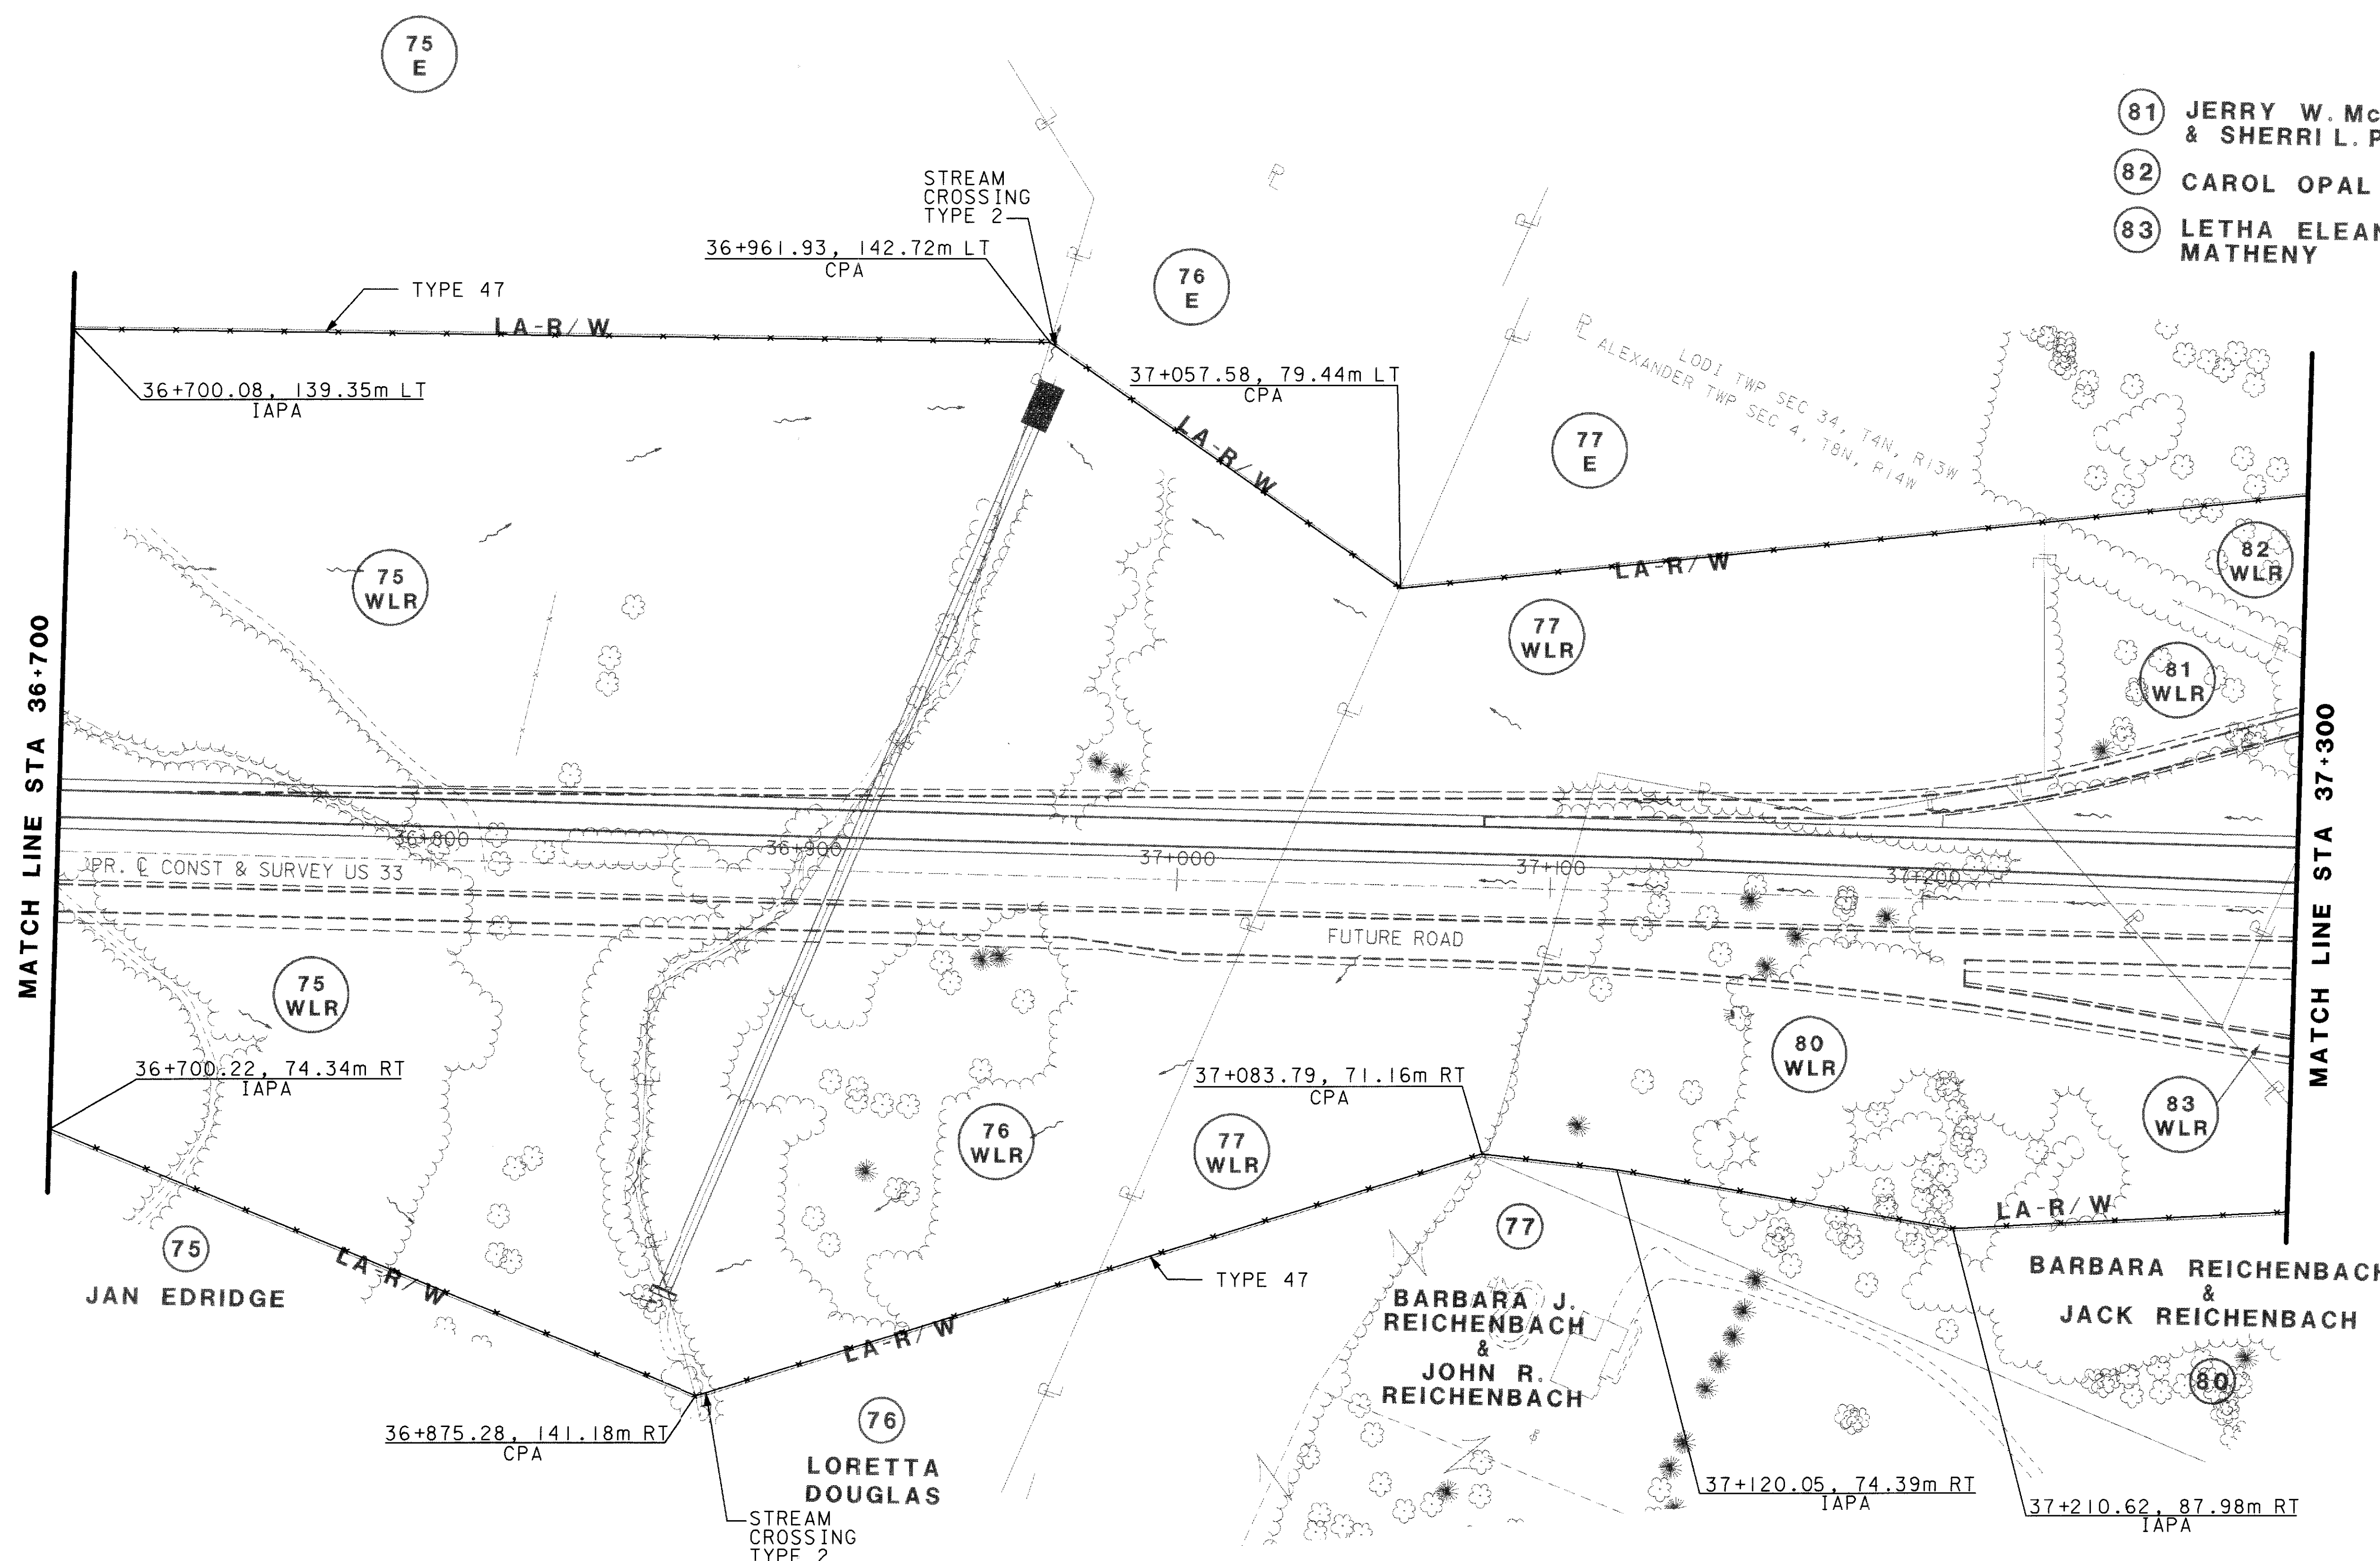 75
E
81
JERRY W. Mc
& SHERRI L. P
82
CAROL OPAL
83
LETHA ELEAN
MATHENY
STREAM
CROSSING
TYPE 2
36+961.93, 142.72m LT
CPA
76
E
TYPE 47
LA-R/W
36+700.08, 139.35m LT
IAPA
37+057.58, 79.44m LT
CPA
LA-R/W
LODI TWP SEC 34, T4N, R13W
ALEXANDER TWP SEC 4, T8N, R14W
77
E
LA-R/W
75
WLR
77
WLR
82
WLR
81
WLR
MATCH LINE STA 36+700
MATCH LINE STA 37+300
36+800
36+900
37+000
37+100
37+200
PR. ℄ CONST & SURVEY US 33
FUTURE ROAD
75
WLR
80
WLR
36+700.22, 74.34m RT
IAPA
37+083.79, 71.16m RT
CPA
76
WLR
77
WLR
83
WLR
75
JAN EDRIDGE
LA-R/W
77
LA-R/W
TYPE 47
BARBARA J.
REICHENBACH
&
JOHN R.
REICHENBACH
BARBARA REICHENBACH
&
JACK REICHENBACH
80
LA-R/W
36+875.28, 141.18m RT
CPA
76
LORETTA
DOUGLAS
STREAM
CROSSING
TYPE 2
37+120.05, 74.39m RT
IAPA
37+210.62, 87.98m RT
IAPA